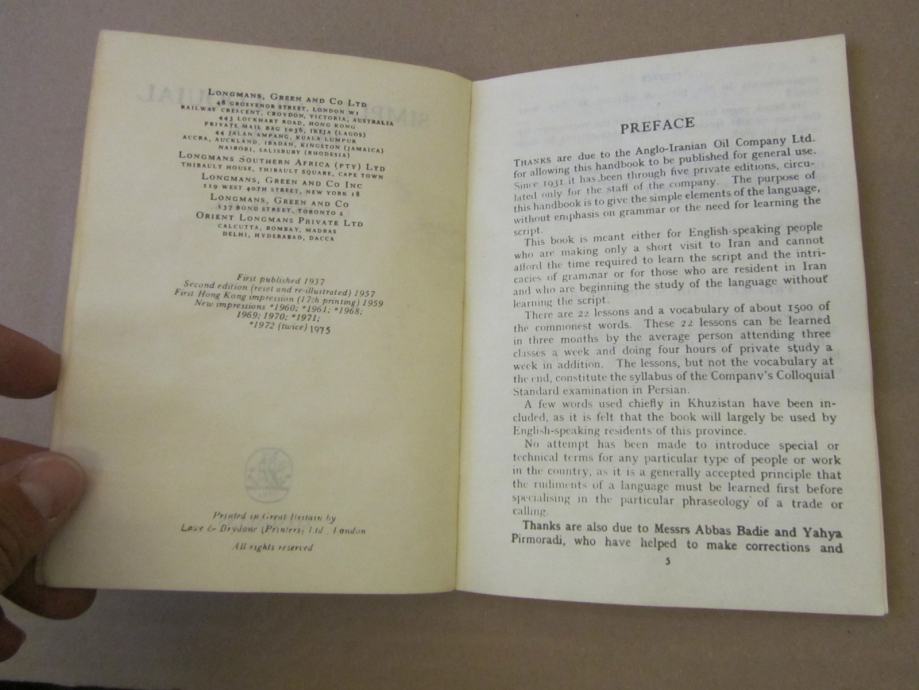 LONGMANS, GREEN AND CO LTD
48 GROSVENOR STREET, LONDON W1
RAILWAY CRESCENT, CROYDON, VICTORIA, AUSTRALIA
443 LOCKHART ROAD, HONG KONG
PRIVATE MAIL BAG 1036, IKEJA (LAGOS)
44 JALAN AMPANG, KUALA LUMPUR
ACCRA, AUCKLAND, IBADAN, KINGSTON (JAMAICA)
NAIROBI, SALISBURY (RHODESIA)
LONGMANS SOUTHERN AFRICA (PTY) LTD
THIBAULT HOUSE, THIBAULT SQUARE, CAPE TOWN
LONGMANS, GREEN AND CO INC
119 WEST 40TH STREET, NEW YORK 18
LONGMANS, GREEN AND CO
137 BOND STREET, TORONTO 2
ORIENT LONGMANS PRIVATE LTD
CALCUTTA, BOMBAY, MADRAS
DELHI, HYDERABAD, DACCA
First published 1937
Second edition (reset and re-illustrated) 1957
First Hong Kong impression (17th printing) 1959
New impressions *1960; *1961; *1968;
1969; 1970; *1971;
*1972 (twice) 1975
Printed in Great Britain by
Lowe & Brydone (Printers) Ltd., London
All rights reserved
PREFACE
THANKS are due to the Anglo-Iranian Oil Company Ltd.
for allowing this handbook to be published for general use.
Since 1931 it has been through five private editions, circu-
lated only for the staff of the company. The purpose of
this handbook is to give the simple elements of the language,
without emphasis on grammar or the need for learning the
script.
This book is meant either for English-speaking people
who are making only a short visit to Iran and cannot
afford the time required to learn the script and the intri-
cacies of grammar or for those who are resident in Iran
and who are beginning the study of the language without
learning the script.
There are 22 lessons and a vocabulary of about 1500 of
the commonest words. These 22 lessons can be learned
in three months by the average person attending three
classes a week and doing four hours of private study a
week in addition. The lessons, but not the vocabulary at
the end, constitute the syllabus of the Company's Colloquial
Standard examination in Persian.
A few words used chiefly in Khuzistan have been in-
cluded, as it is felt that the book will largely be used by
English-speaking residents of this province.
No attempt has been made to introduce special or
technical terms for any particular type of people or work
in the country, as it is a generally accepted principle that
the rudiments of a language must be learned first before
specialising in the particular phraseology of a trade or
calling.
Thanks are also due to Messrs Abbas Badie and Yahya
Pirmoradi, who have helped to make corrections and
5